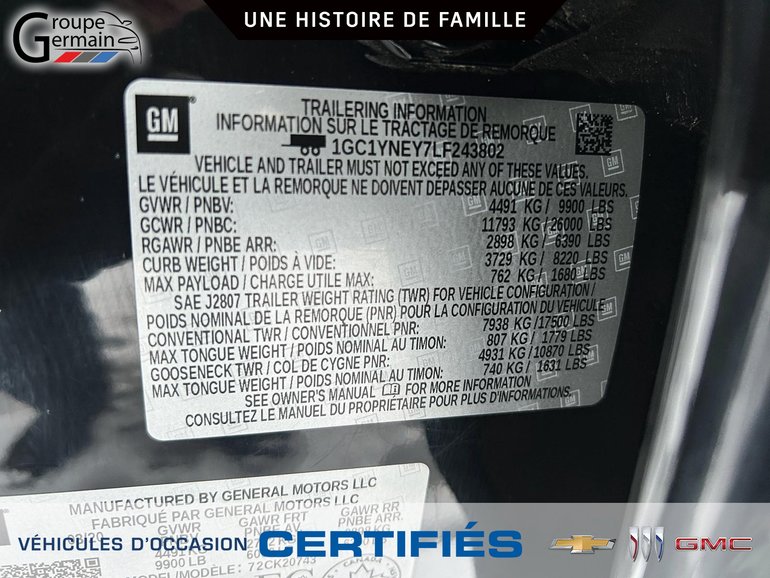 Groupe
Germain
UNE HISTOIRE DE FAMILLE
GM
TRAILERING INFORMATION
INFORMATION SUR LE TRACTAGE DE REMORQUE
1GC1YNEY7LF243802
VEHICLE AND TRAILER MUST NOT EXCEED ANY OF THESE VALUES.
LE VÉHICULE ET LA REMORQUE NE DOIVENT DÉPASSER AUCUNE DE CES VALEURS.
GVWR / PNBV: 4491 KG / 9900 LBS
GCWR / PNBC: 11793 KG / 26000 LBS
RGAWR / PNBE ARR: 2898 KG / 6390 LBS
CURB WEIGHT / POIDS À VIDE: 3729 KG / 8220 LBS
MAX PAYLOAD / CHARGE UTILE MAX: 762 KG / 1680 LBS
SAE J2807 TRAILER WEIGHT RATING (TWR) FOR VEHICLE CONFIGURATION /
POIDS NOMINAL DE LA REMORQUE (PNR) POUR LA CONFIGURATION DU VÉHICULE
CONVENTIONAL TWR / CONVENTIONNEL PNR: 7938 KG / 17500 LBS
MAX TONGUE WEIGHT / POIDS NOMINAL AU TIMON: 807 KG / 1779 LBS
GOOSENECK TWR / COL DE CYGNE PNR: 4931 KG / 10870 LBS
MAX TONGUE WEIGHT / POIDS NOMINAL AU TIMON: 740 KG / 1631 LBS
SEE OWNER'S MANUAL FOR MORE INFORMATION
CONSULTEZ LE MANUEL DU PROPRIÉTAIRE POUR PLUS D'INFORMATIONS.
MANUFACTURED BY GENERAL MOTORS LLC
FABRIQUÉ PAR GENERAL MOTORS LLC
03/20 GVWR GAWR FRT GAWR RR
PNBE AV PNBE ARR.
4491
9900 LB
MODÈLE: 72CK20743
VÉHICULES D'OCCASION CERTIFIÉS GMC